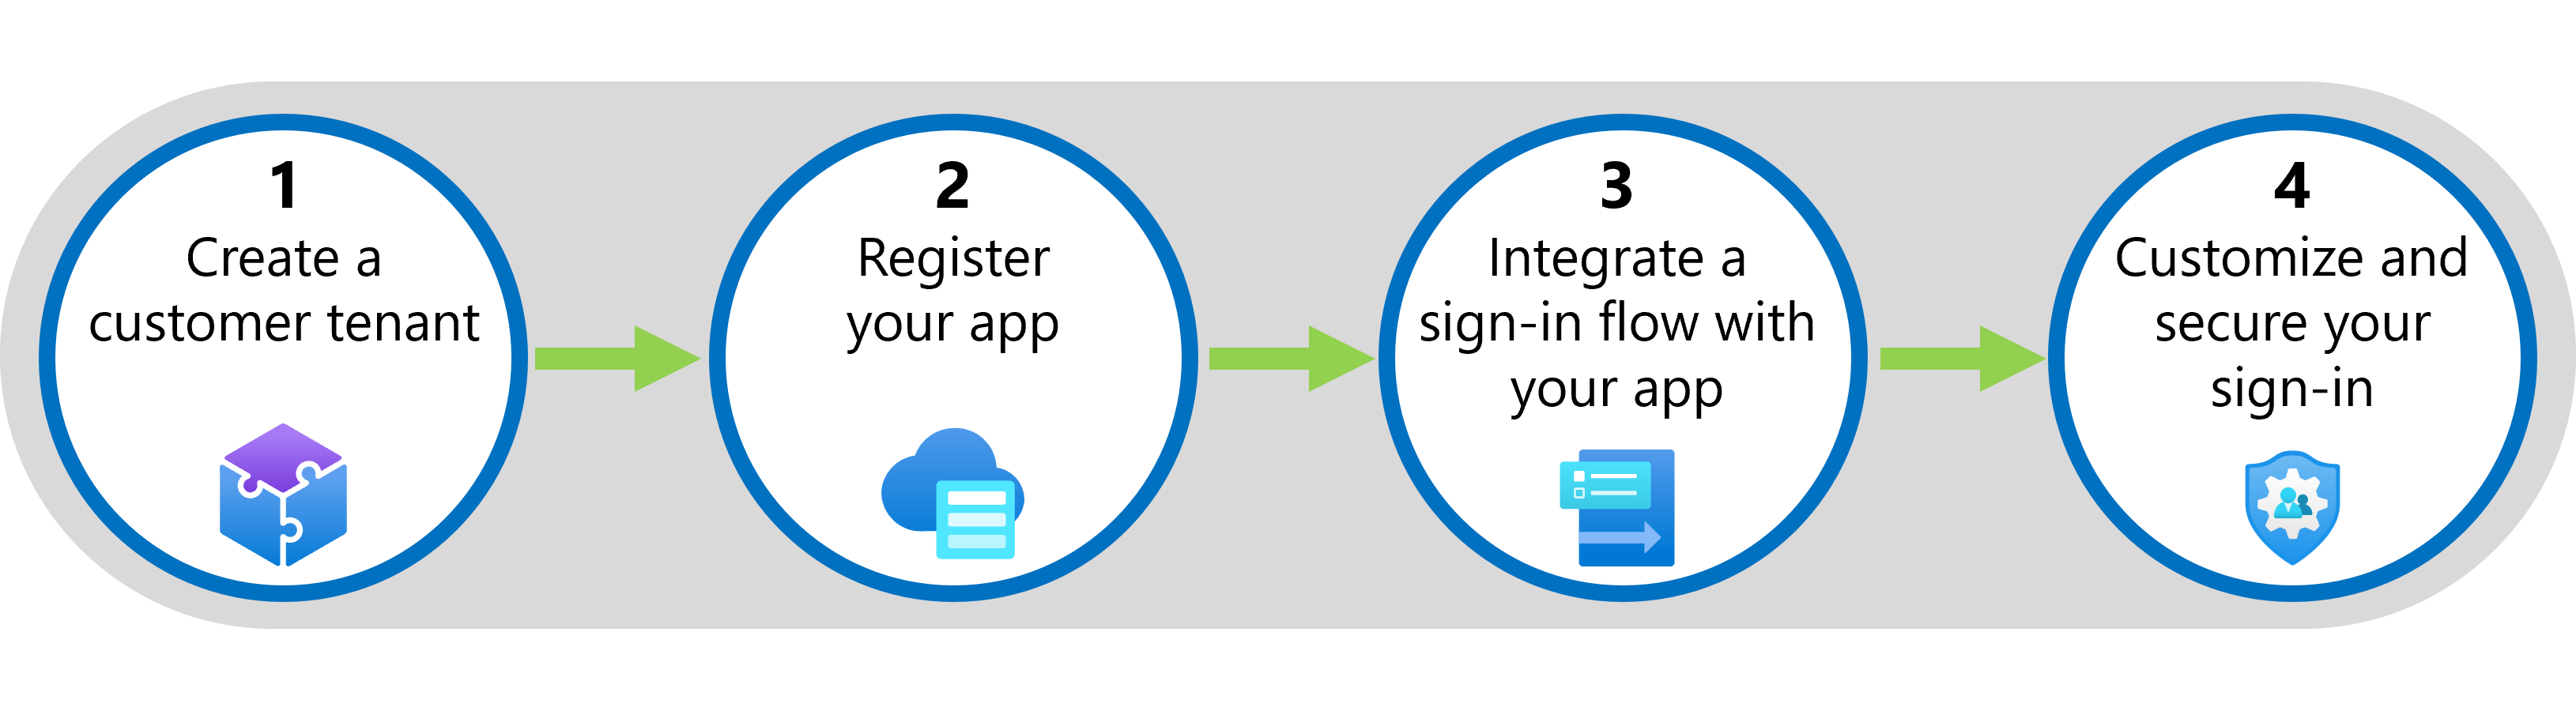 1
Create a
customer tenant
2
Register
your app
3
Integrate a
sign-in flow with
your app
4
Customize and
secure your
sign-in